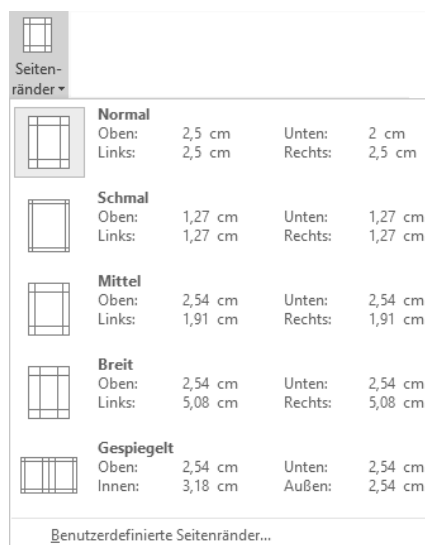 Seiten-
ränder
Normal
Oben: 2,5 cm Unten: 2 cm
Links: 2,5 cm Rechts: 2,5 cm
Schmal
Oben: 1,27 cm Unten: 1,27 cm
Links: 1,27 cm Rechts: 1,27 cm
Mittel
Oben: 2,54 cm Unten: 2,54 cm
Links: 1,91 cm Rechts: 1,91 cm
Breit
Oben: 2,54 cm Unten: 2,54 cm
Links: 5,08 cm Rechts: 5,08 cm
Gespiegelt
Oben: 2,54 cm Unten: 2,54 cm
Innen: 3,18 cm Außen: 2,54 cm
Benutzerdefinierte Seitenränder...